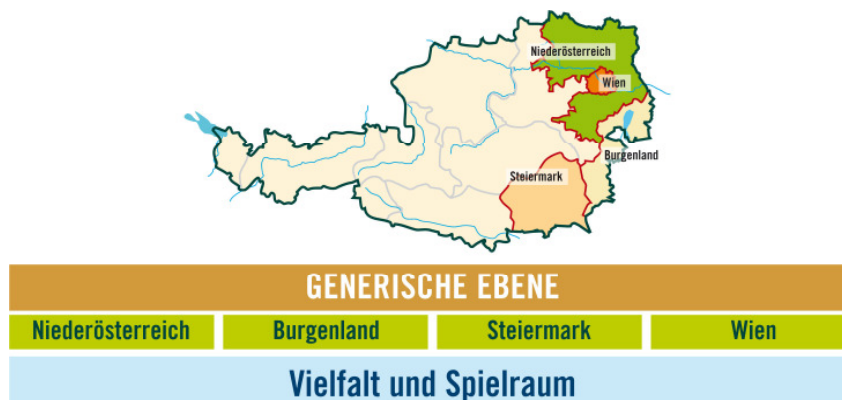 Niederösterreich
Wien
Burgenland
Steiermark
GENERISCHE EBENE
Niederösterreich Burgenland Steiermark Wien
Vielfalt und Spielraum